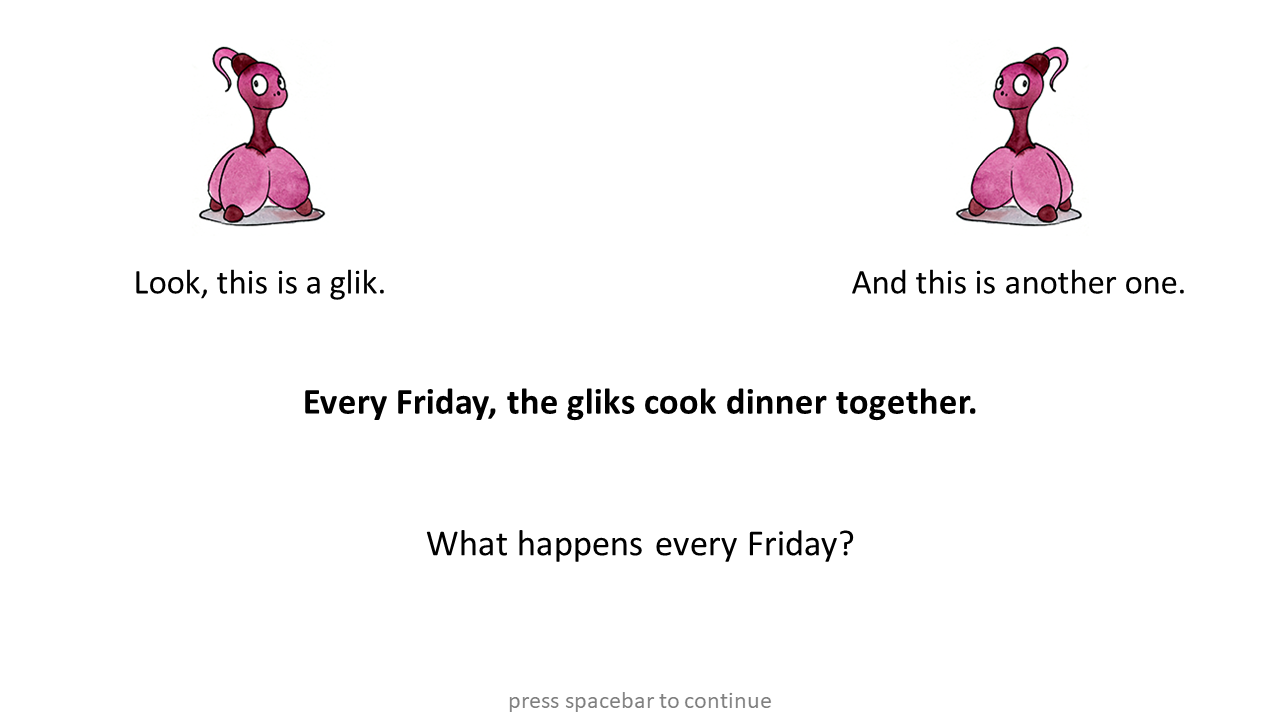 Look, this is a glik.
And this is another one.
Every Friday, the gliks cook dinner together.
What happens every Friday?
press spacebar to continue